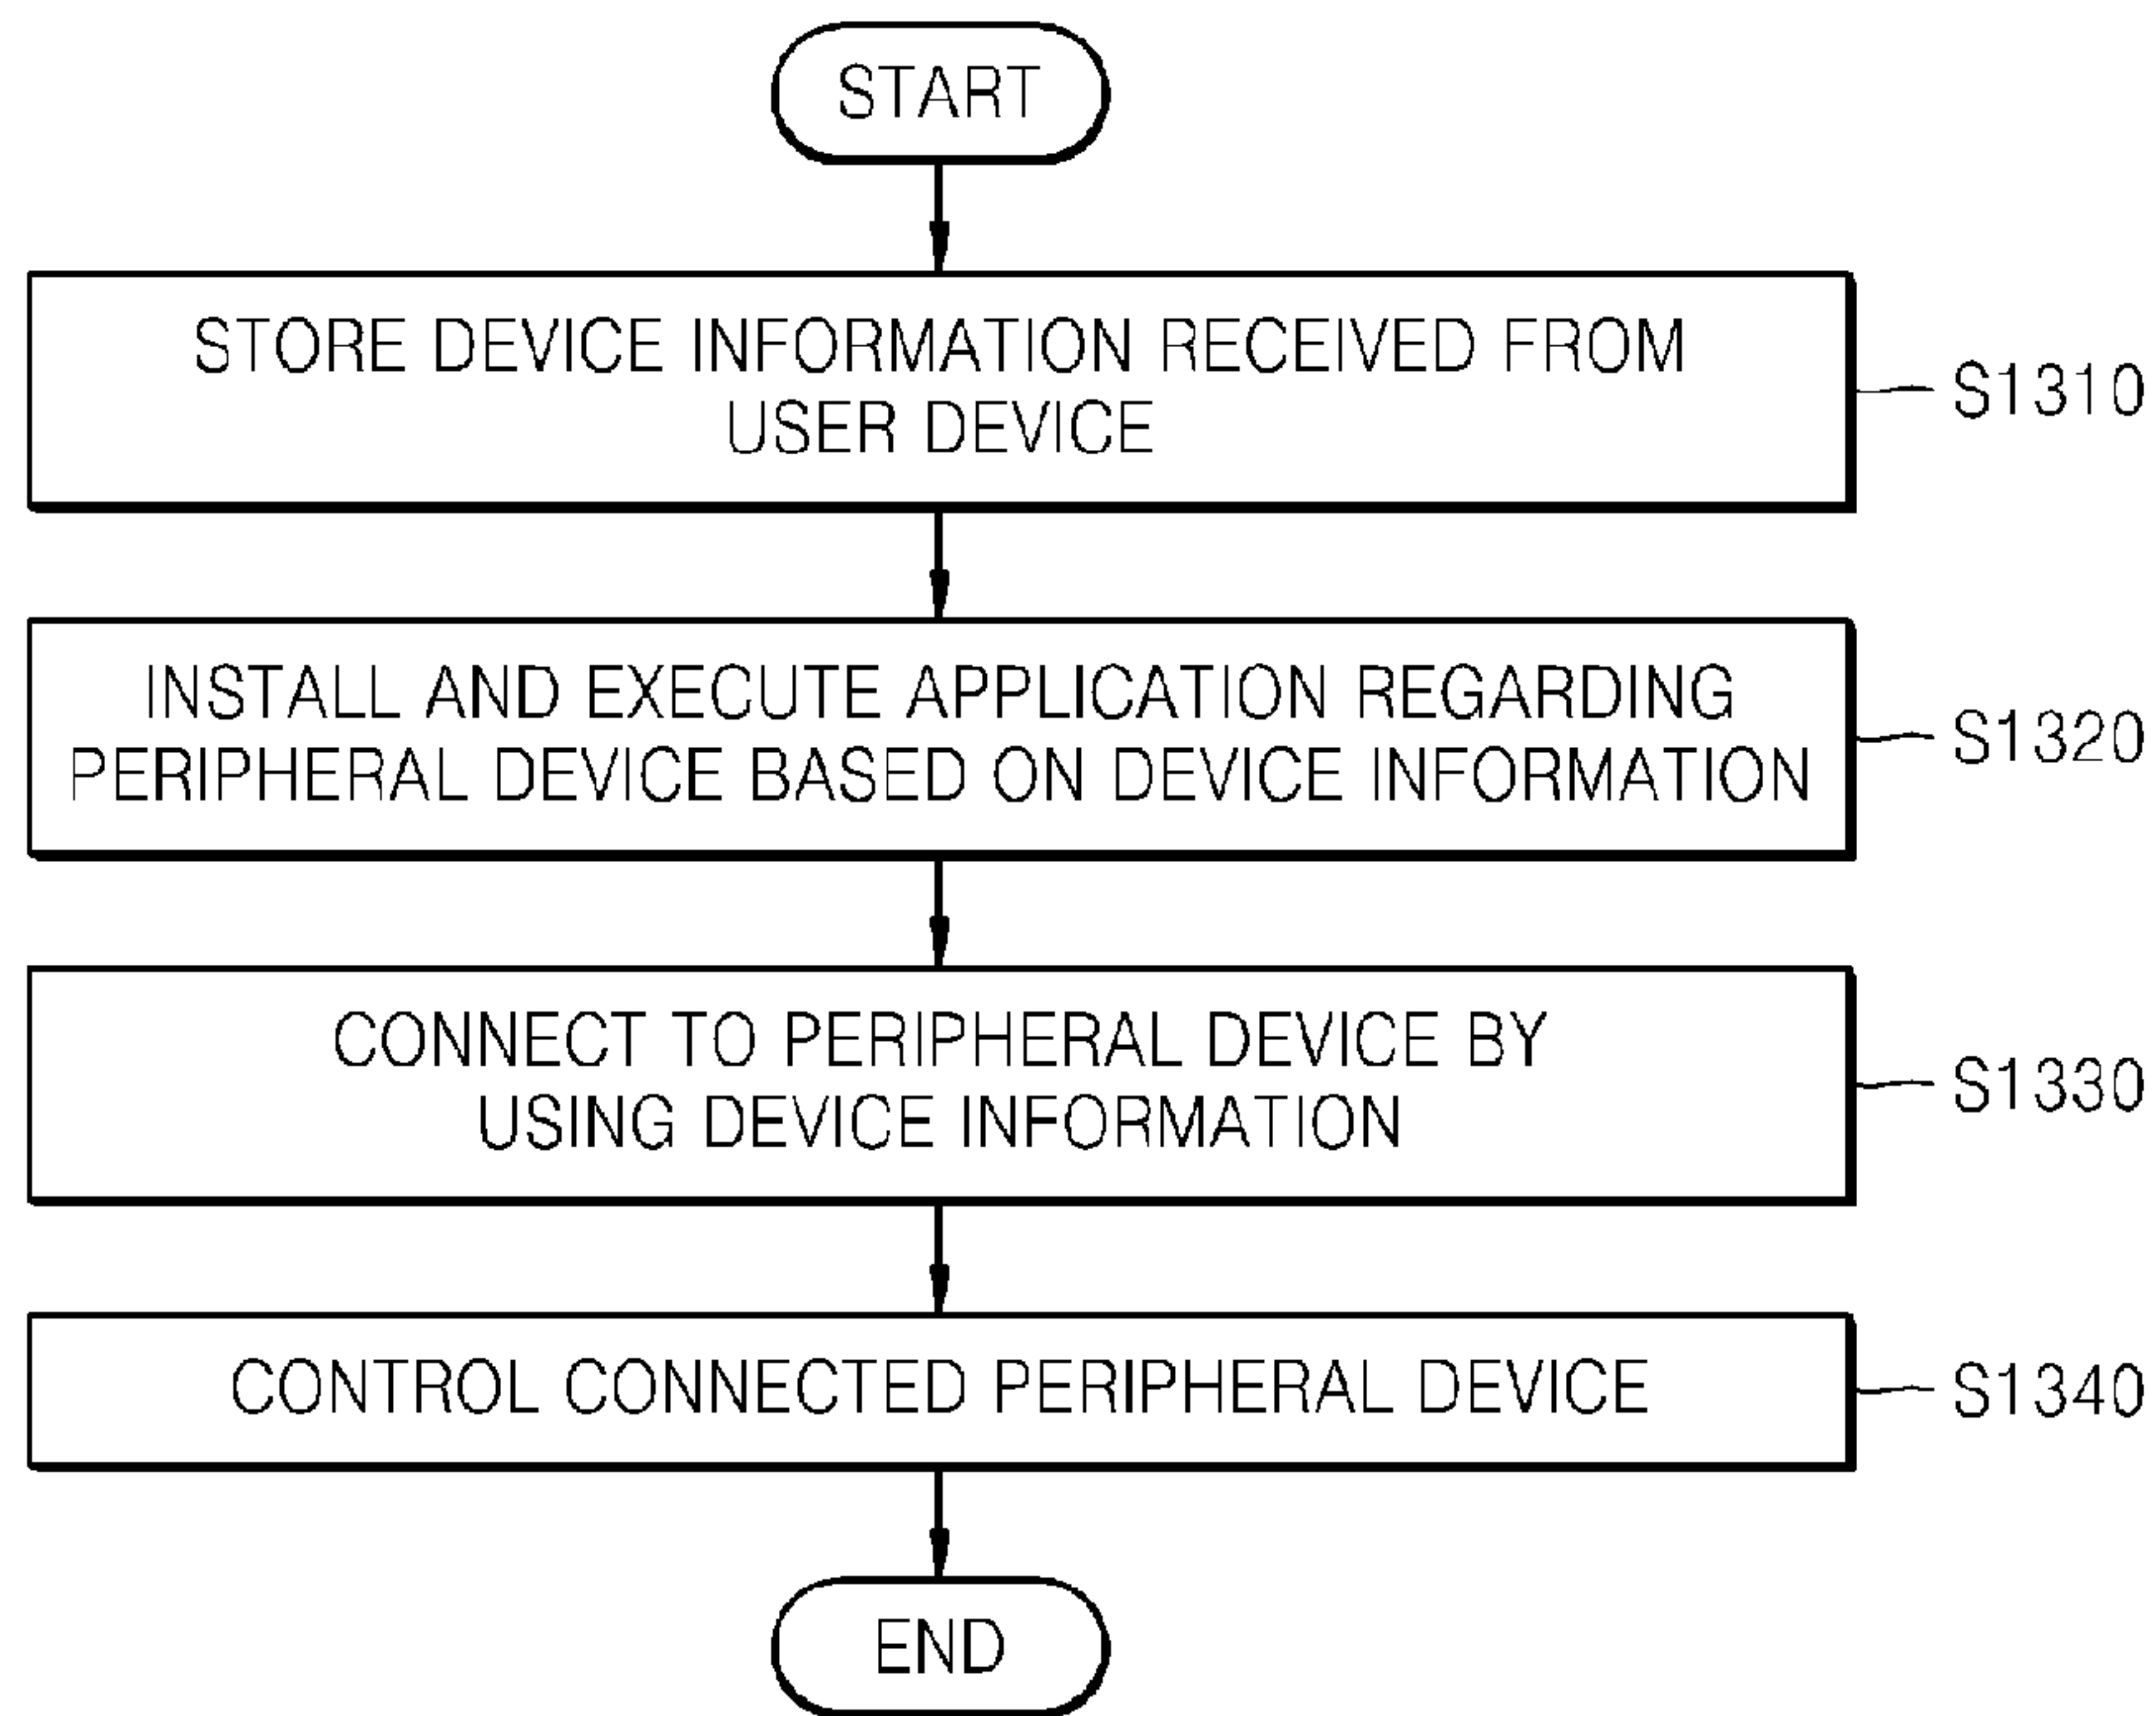 START
STORE DEVICE INFORMATION RECEIVED FROM
USER DEVICE
S1310
INSTALL AND EXECUTE APPLICATION REGARDING
PERIPHERAL DEVICE BASED ON DEVICE INFORMATION
S1320
CONNECT TO PERIPHERAL DEVICE BY
USING DEVICE INFORMATION
S1330
CONTROL CONNECTED PERIPHERAL DEVICE
S1340
END